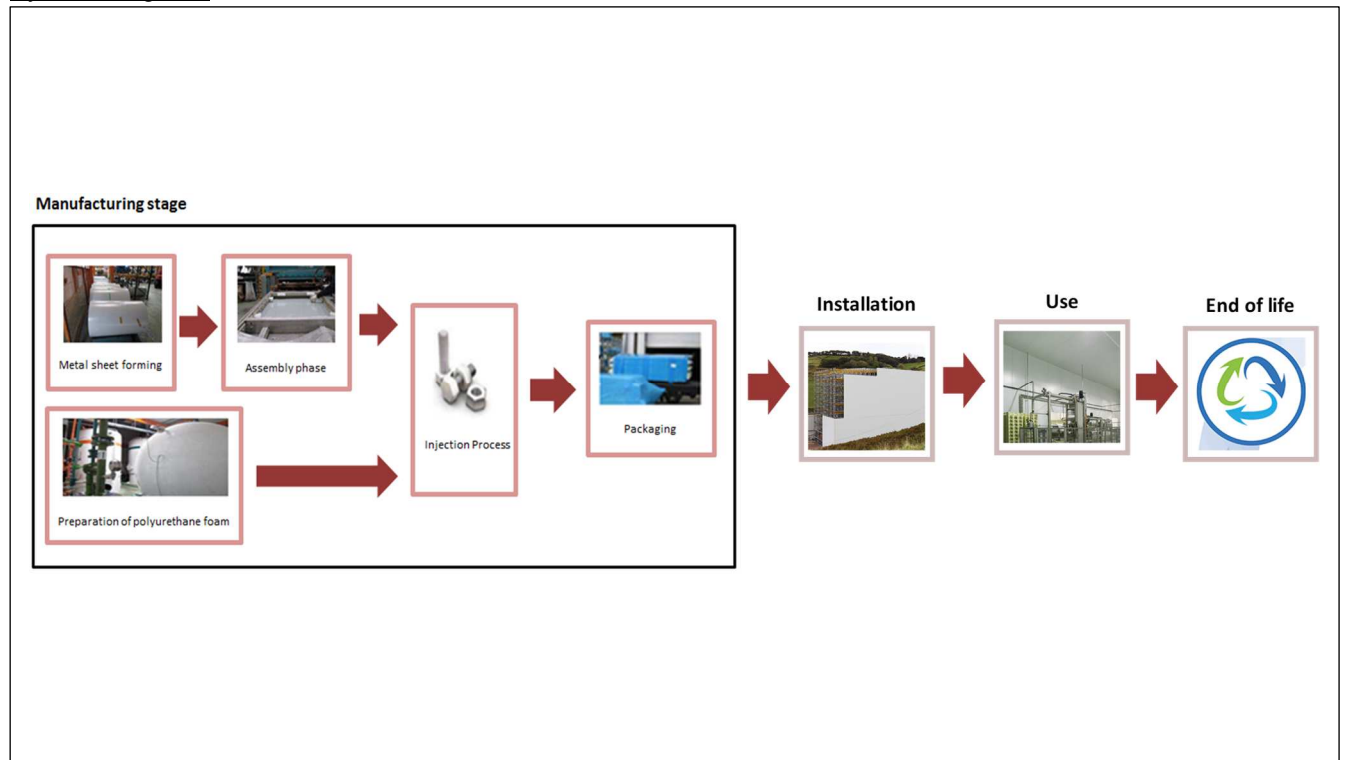 Manufacturing stage
Metal sheet forming
Assembly phase
Injection Process
Packaging
Preparation of polyurethane foam
Installation
Use
End of life